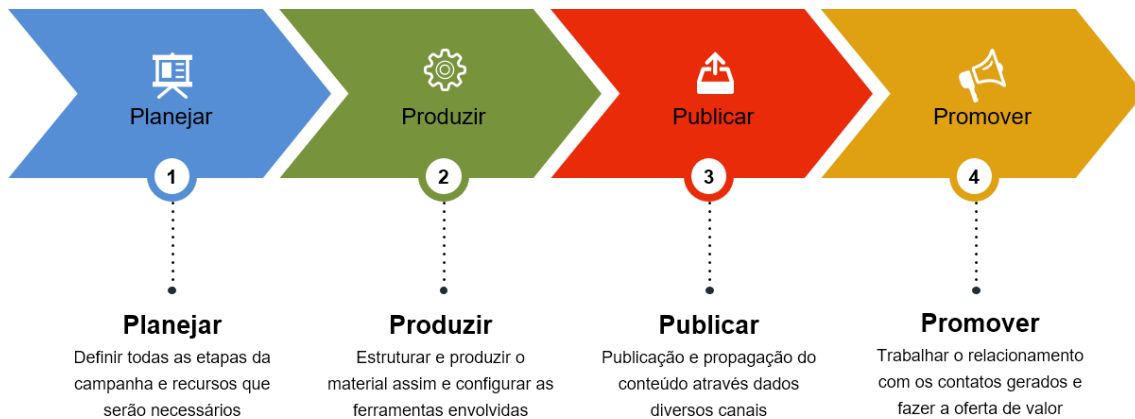 Planejar
Produzir
Publicar
Promover
1
2
3
4
Planejar
Definir todas as etapas da
campanha e recursos que
serão necessários
Produzir
Estruturar e produzir o
material assim e configurar as
ferramentas envolvidas
Publicar
Publicação e propagação do
conteúdo através dados
diversos canais
Promover
Trabalhar o relacionamento
com os contatos gerados e
fazer a oferta de valor